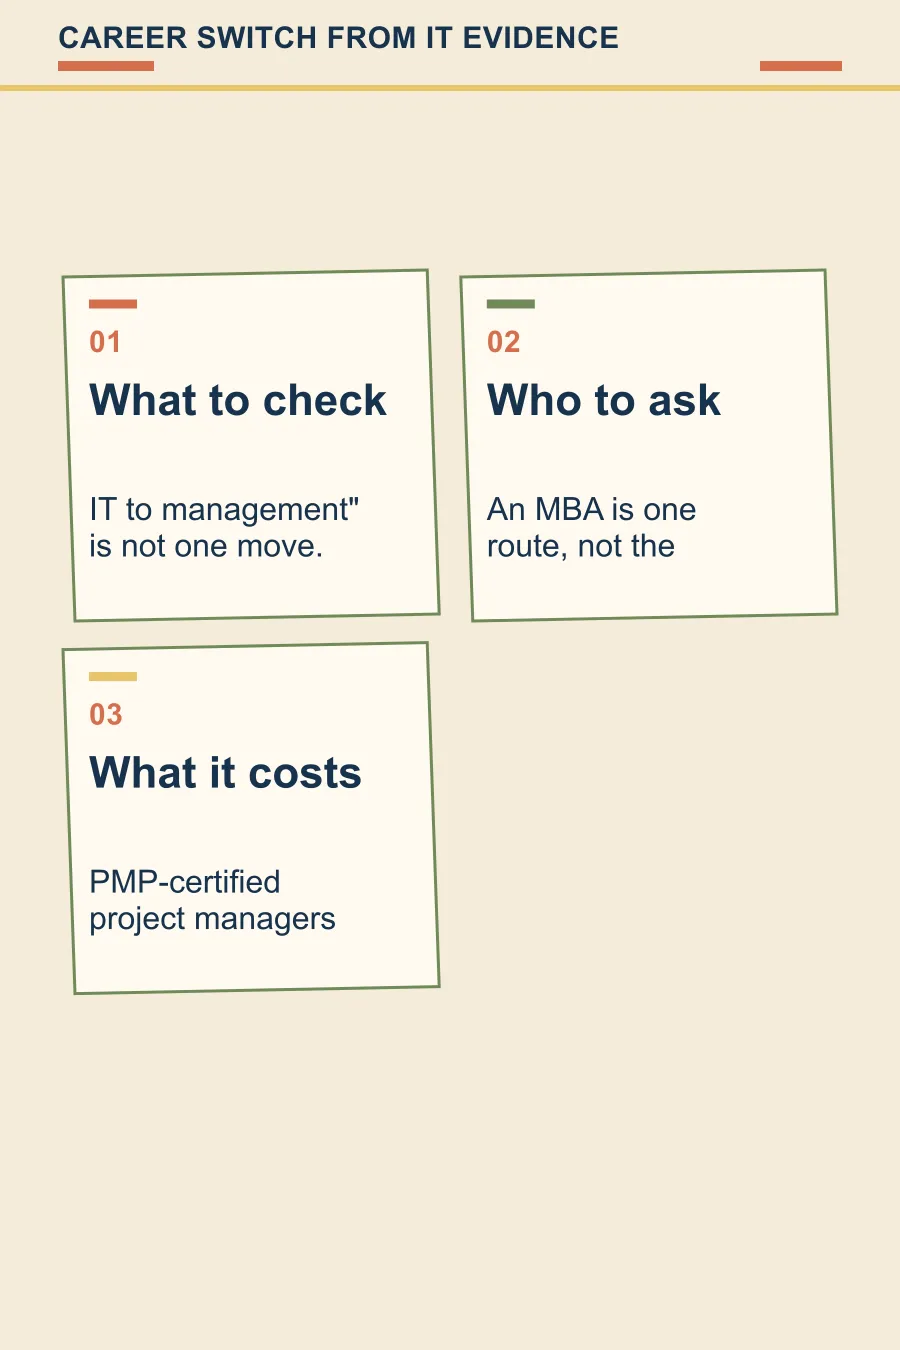 CAREER SWITCH FROM IT EVIDENCE
01
What to check
IT to management"
is not one move.
02
Who to ask
An MBA is one
route, not the
03
What it costs
PMP-certified
project managers